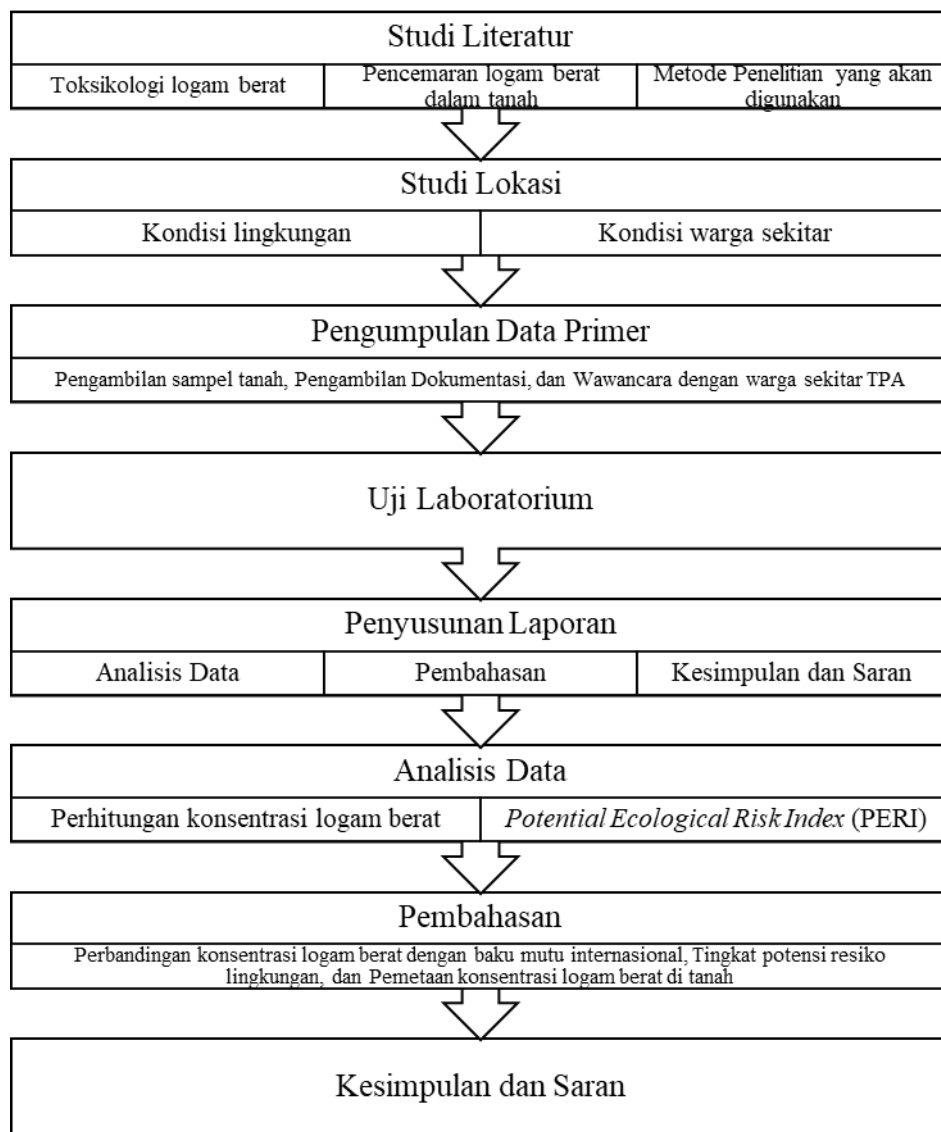 Studi Literatur
Toksikologi logam berat
Pencemaran logam berat
dalam tanah
Metode Penelitian yang akan
digunakan
Studi Lokasi
Kondisi lingkungan
Kondisi warga sekitar
Pengumpulan Data Primer
Pengambilan sampel tanah, Pengambilan Dokumentasi, dan Wawancara dengan warga sekitar TPA
Uji Laboratorium
Penyusunan Laporan
Analisis Data
Pembahasan
Kesimpulan dan Saran
Analisis Data
Perhitungan konsentrasi logam berat
Potential Ecological Risk Index (PERI)
Pembahasan
Perbandingan konsentrasi logam berat dengan baku mutu internasional, Tingkat potensi resiko
lingkungan, dan Pemetaan konsentrasi logam berat di tanah
Kesimpulan dan Saran